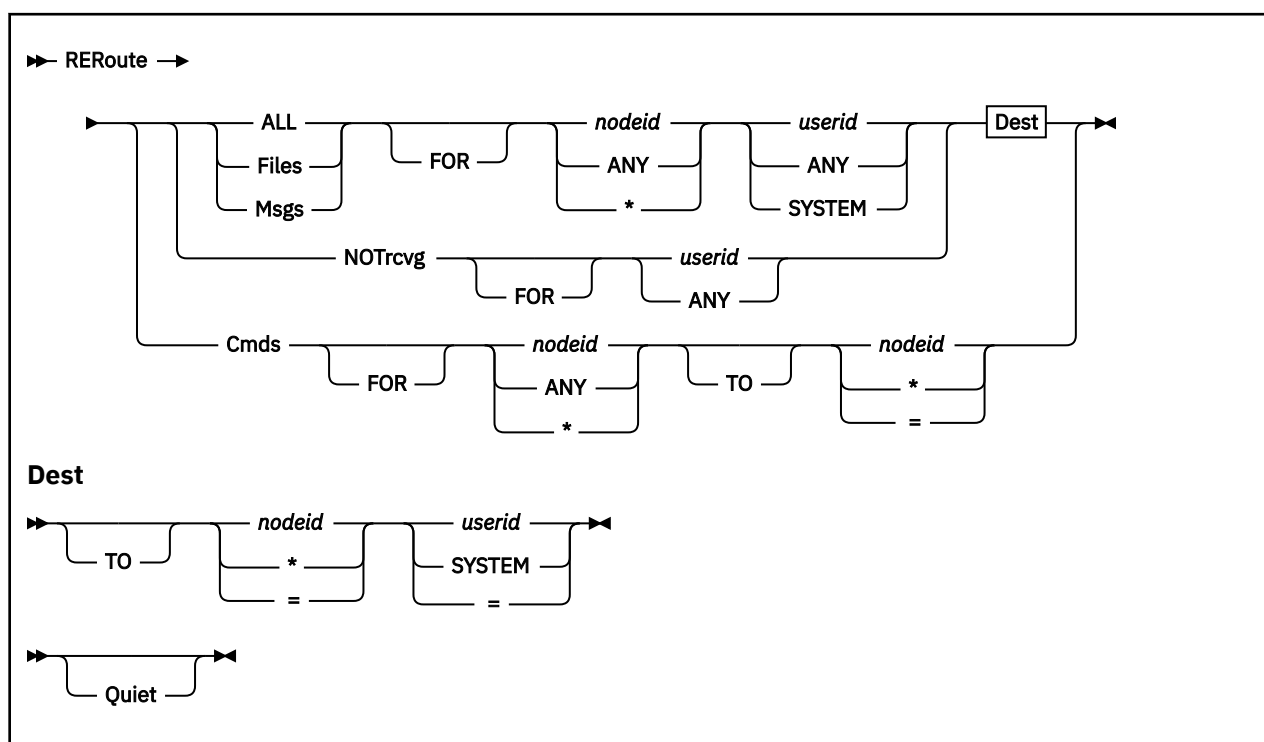 RERoute
ALL nodeid userid Dest
Files FOR ANY ANY
Msgs * SYSTEM
NOTrcvg userid
FOR ANY
Cmds nodeid nodeid
FOR ANY TO *
* =
Dest
nodeid userid
TO * SYSTEM
= =
Quiet